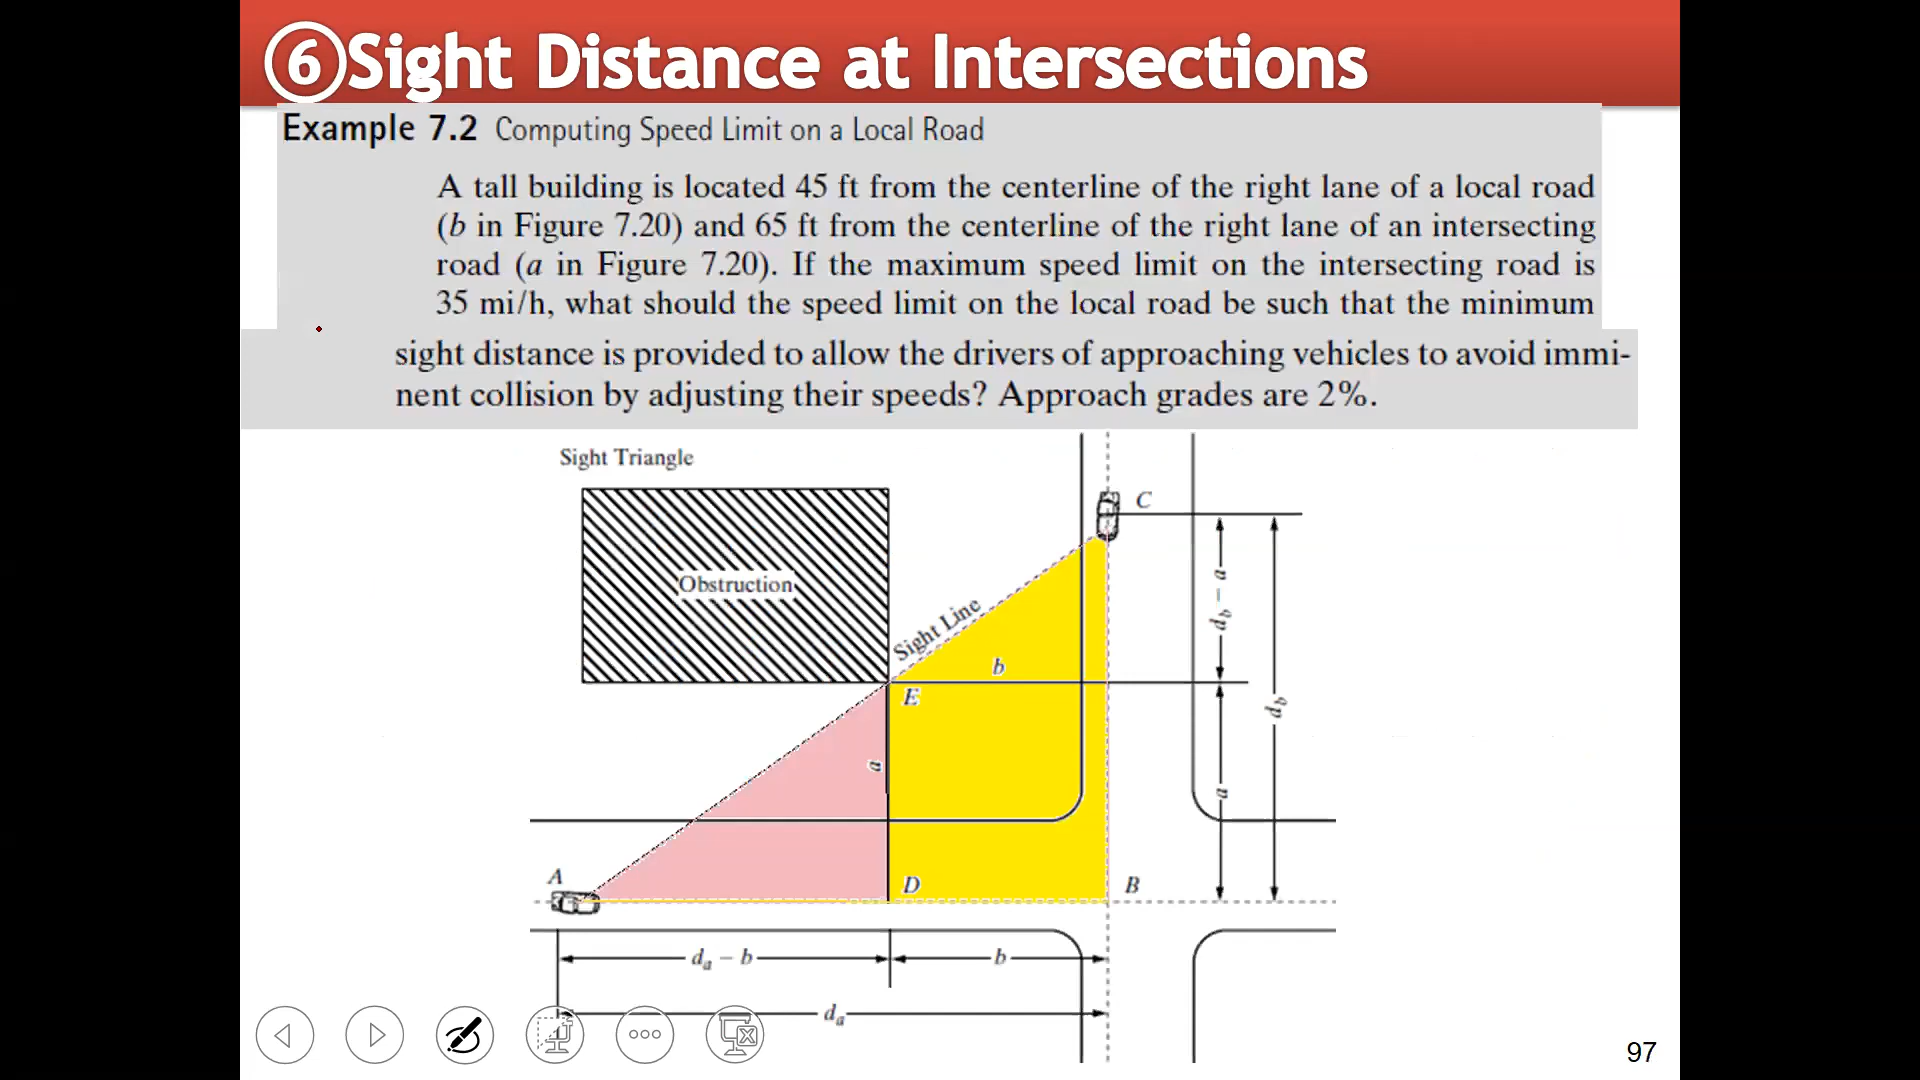 ⑥Sight Distance at Intersections
Example 7.2 Computing Speed Limit on a Local Road
A tall building is located 45 ft from the centerline of the right lane of a local road
(b in Figure 7.20) and 65 ft from the centerline of the right lane of an intersecting
road (a in Figure 7.20). If the maximum speed limit on the intersecting road is
35 mi/h, what should the speed limit on the local road be such that the minimum
sight distance is provided to allow the drivers of approaching vehicles to avoid immi-
nent collision by adjusting their speeds? Approach grades are 2%.
Sight Triangle
C
Obstruction
d_b – a
Sight Line
b
E
d_b
a
a
A
D
B
d_a – b
b
d_a
97